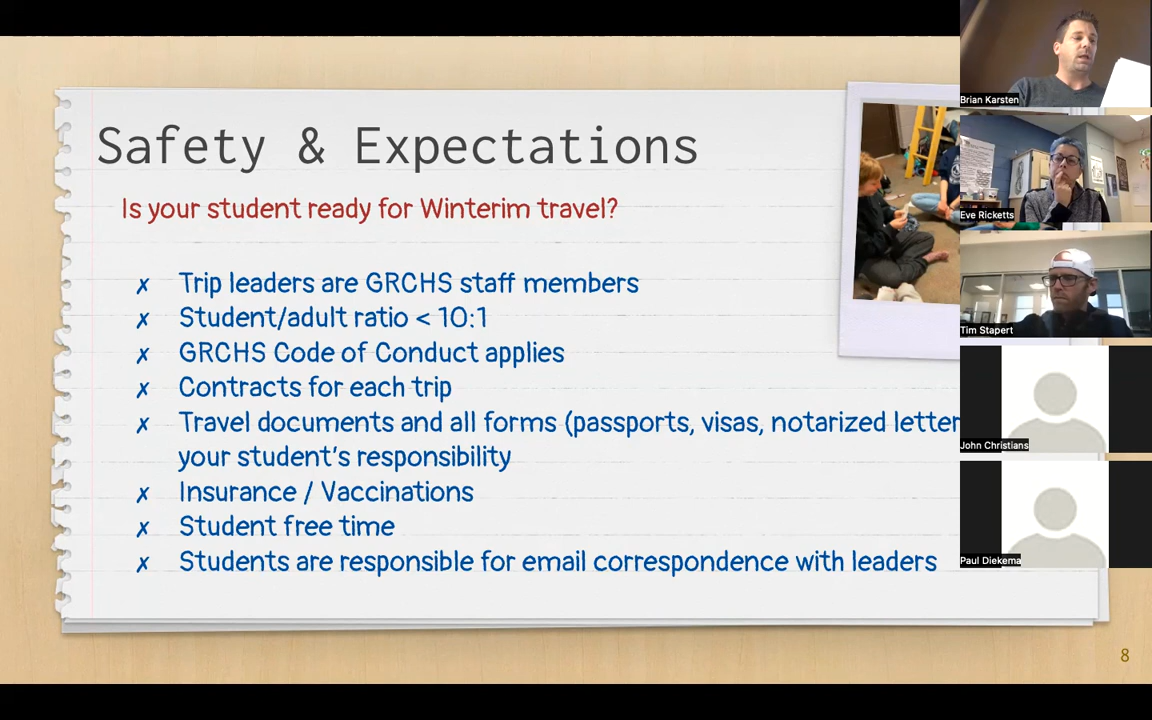 Safety & Expectations
Is your student ready for Winterim travel?
✗ Trip leaders are GRCHS staff members
✗ Student/adult ratio < 10:1
✗ GRCHS Code of Conduct applies
✗ Contracts for each trip
✗ Travel documents and all forms (passports, visas, notarized letter
your student's responsibility
✗ Insurance / Vaccinations
✗ Student free time
✗ Students are responsible for email correspondence with leaders
8
Brian Karsten
Eve Ricketts
Tim Stapert
John Christians
Paul Diekema